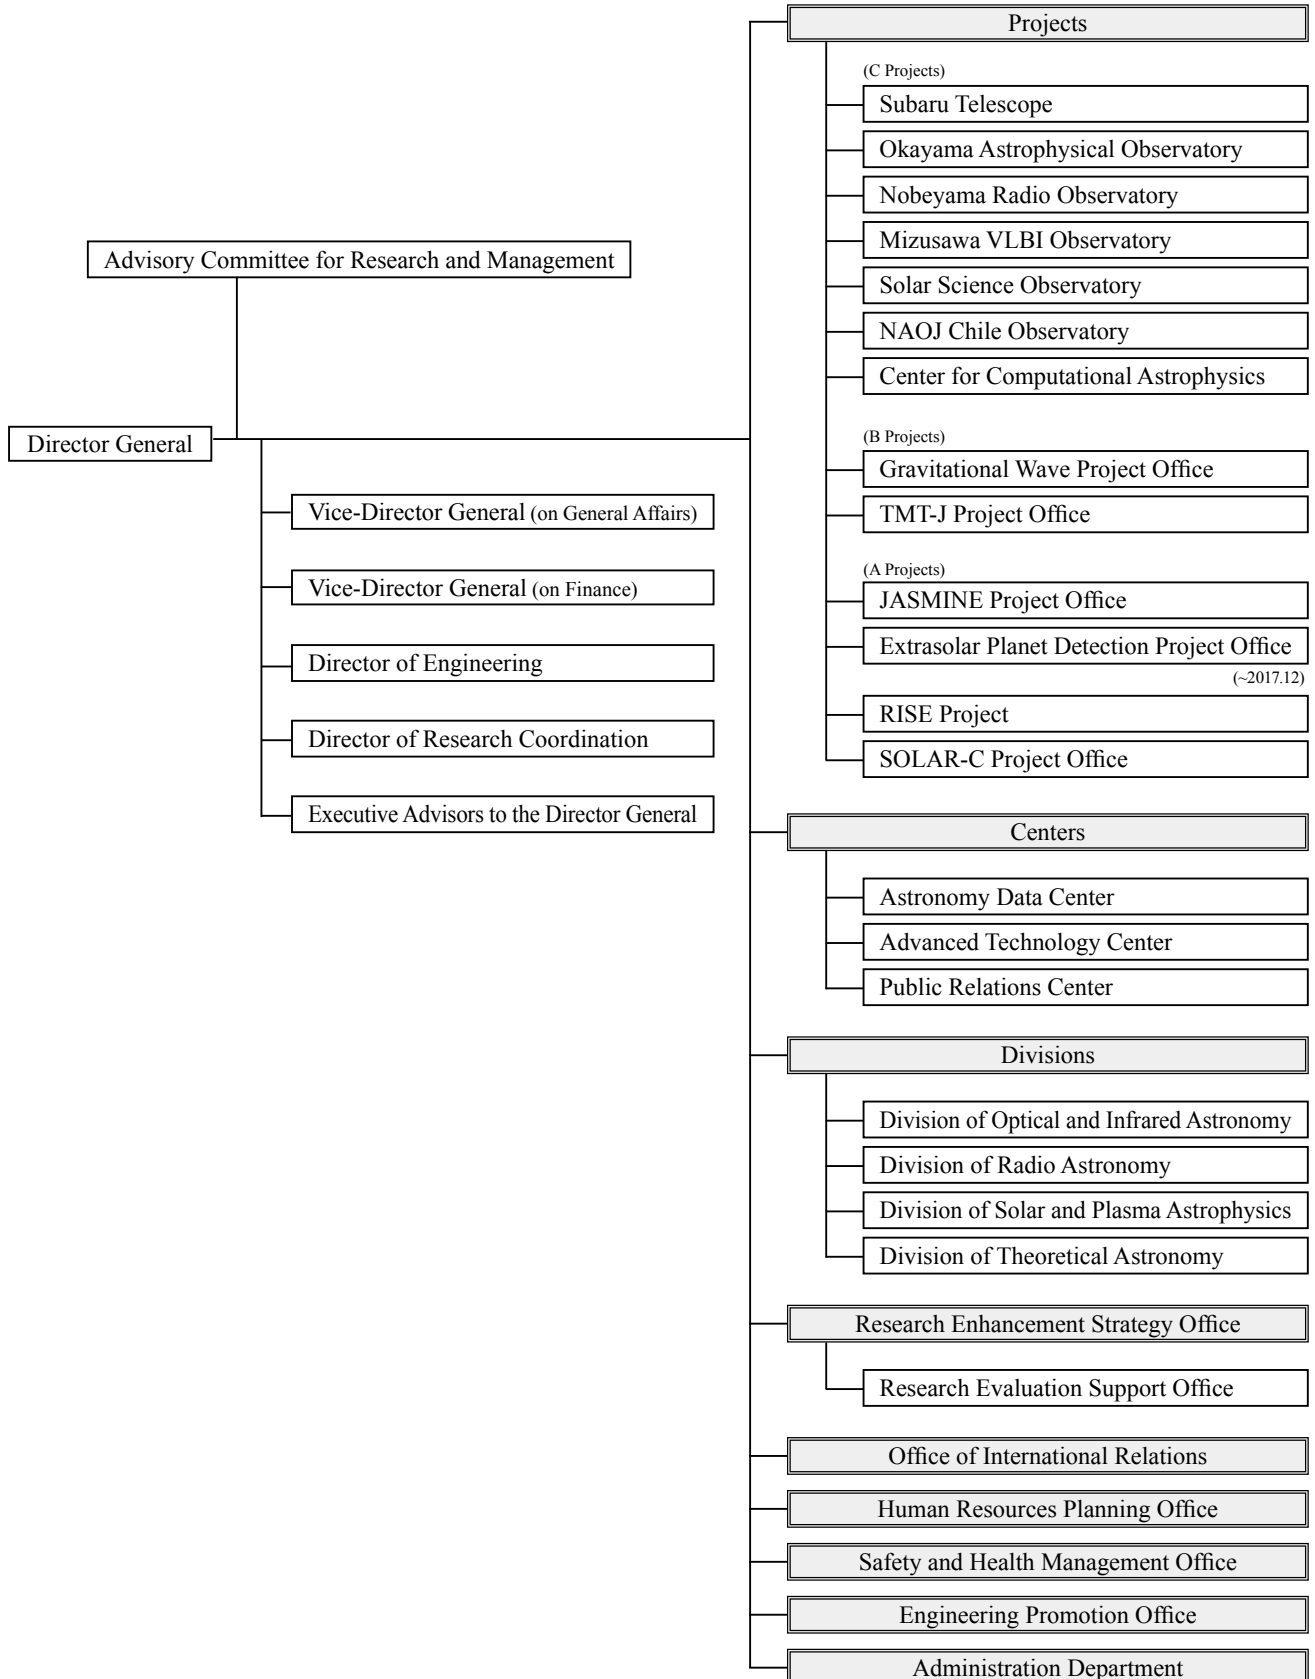 Advisory Committee for Research and Management
Director General
Vice-Director General (on General Affairs)
Vice-Director General (on Finance)
Director of Engineering
Director of Research Coordination
Executive Advisors to the Director General
Projects
(C Projects)
Subaru Telescope
Okayama Astrophysical Observatory
Nobeyama Radio Observatory
Mizusawa VLBI Observatory
Solar Science Observatory
NAOJ Chile Observatory
Center for Computational Astrophysics
(B Projects)
Gravitational Wave Project Office
TMT-J Project Office
(A Projects)
JASMINE Project Office
Extrasolar Planet Detection Project Office
(~2017.12)
RISE Project
SOLAR-C Project Office
Centers
Astronomy Data Center
Advanced Technology Center
Public Relations Center
Divisions
Division of Optical and Infrared Astronomy
Division of Radio Astronomy
Division of Solar and Plasma Astrophysics
Division of Theoretical Astronomy
Research Enhancement Strategy Office
Research Evaluation Support Office
Office of International Relations
Human Resources Planning Office
Safety and Health Management Office
Engineering Promotion Office
Administration Department